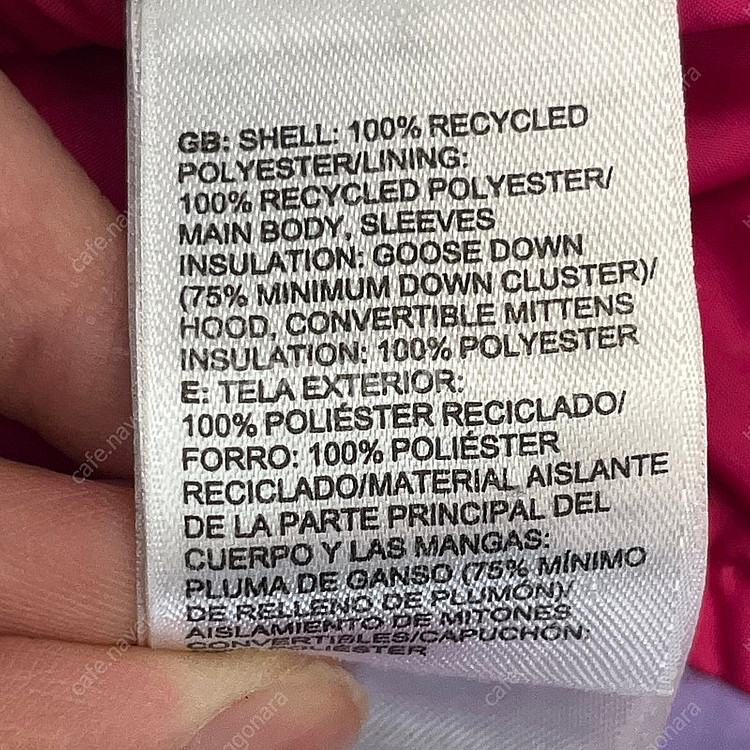 GB: SHELL: 100% RECYCLED
POLYESTER/LINING:
100% RECYCLED POLYESTER/
MAIN BODY, SLEEVES
INSULATION: GOOSE DOWN
(75% MINIMUM DOWN CLUSTER)/
HOOD, CONVERTIBLE MITTENS
INSULATION: 100% POLYESTER
E: TELA EXTERIOR:
100% POLIÉSTER RECICLADO/
FORRO: 100% POLIÉSTER
RECICLADO/MATERIAL AISLANTE
DE LA PARTE PRINCIPAL DEL
CUERPO Y LAS MANGAS:
PLUMA DE GANSO (75% MÍNIMO
DE RELLENO DE PLUMÓN)/
AISLAMIENTO DE MITONES
CONVERTIBLES/CAPUCHÓN: